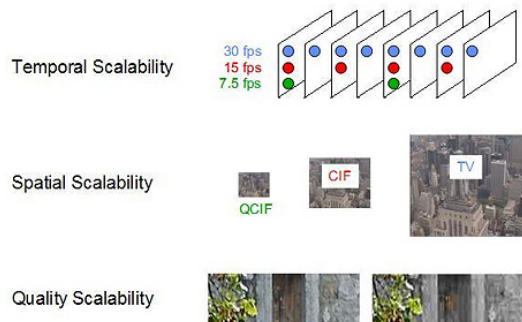 30 fps
Temporal Scalability
15 fps
7.5 fps
Spatial Scalability
QCIF
CIF
TV
Quality Scalability